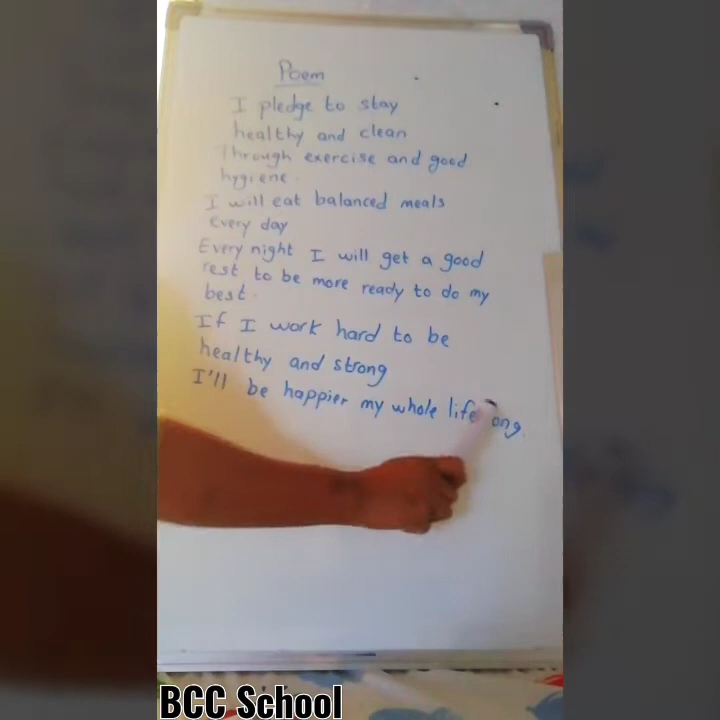 Poem
I pledge to stay
healthy and clean
Through exercise and good
hygiene.
I will eat balanced meals
every day
Every night I will get a good
rest to be more ready to do my
best.
If I work hard to be
healthy and strong
I'll be happier my whole life ong.
BCC School